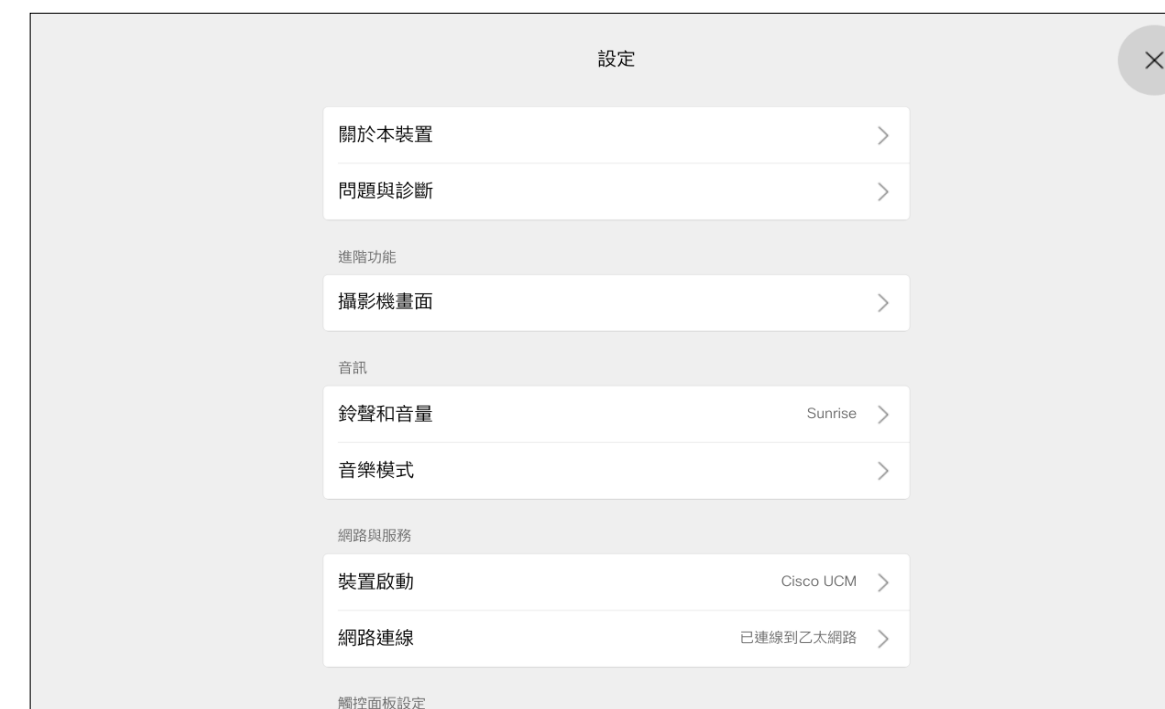 設定
關於本裝置
問題與診斷
進階功能
攝影機畫面
音訊
鈴聲和音量 Sunrise
音樂模式
網路與服務
裝置啟動 Cisco UCM
網路連線 已連線到乙太網路
觸控面板設定